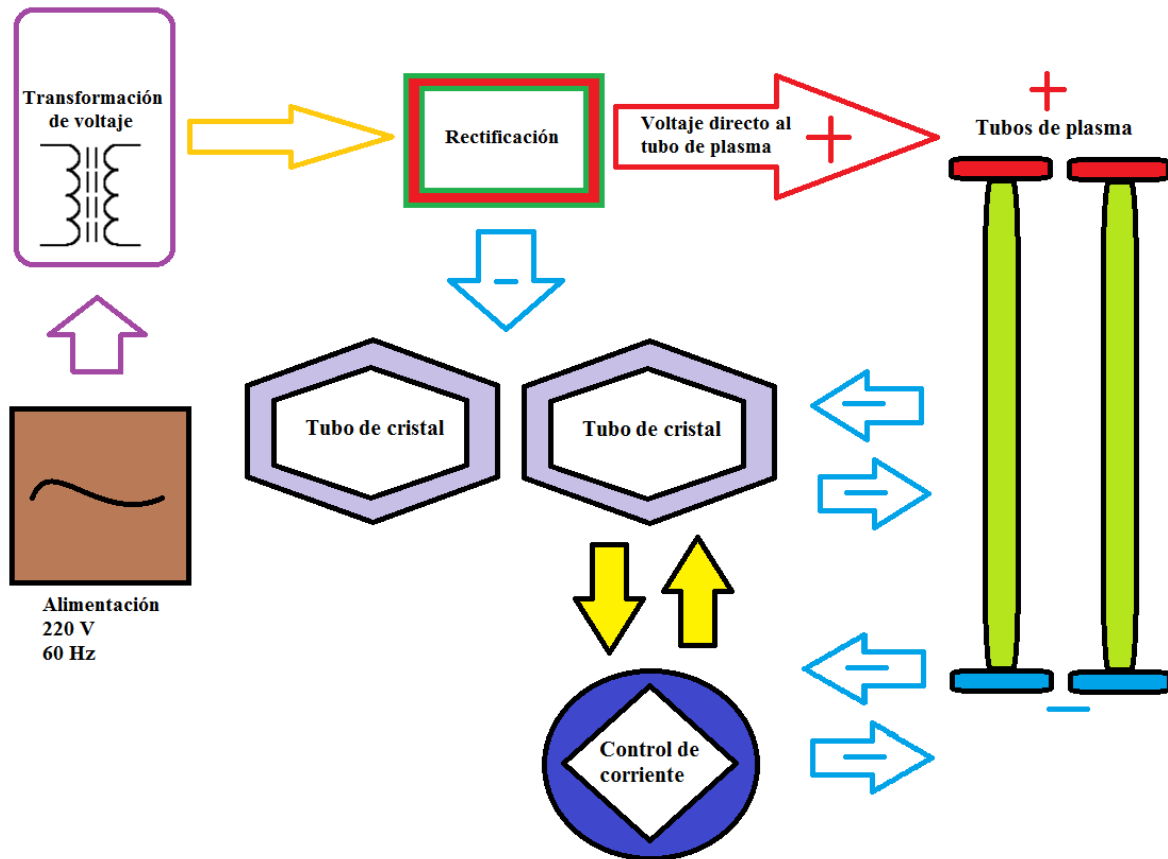 Transformación
de voltaje
Rectificación
Voltaje directo al
tubo de plasma
+
+
Tubos de plasma
−
Tubo de cristal
Tubo de cristal
−
−
Alimentación
220 V
60 Hz
Control de
corriente
−
−
−